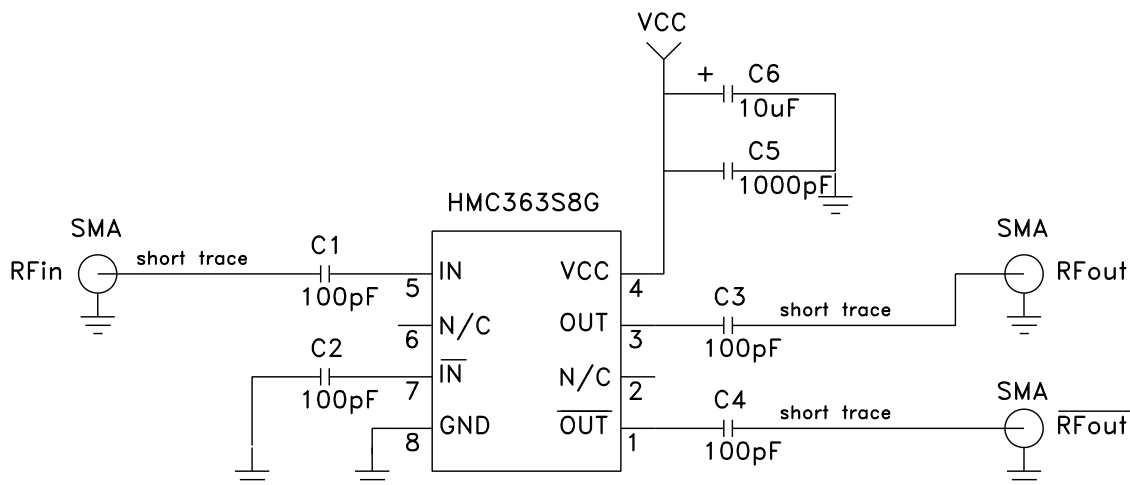 VCC
+ C6
10uF
C5
1000pF
HMC363S8G
SMA
RFin
short trace
C1
100pF
5
IN
VCC
4
SMA
RFout
6
N/C
OUT
3
C3
100pF
short trace
C2
100pF
7
IN
N/C
2
8
GND
OUT
1
C4
100pF
short trace
SMA
RFout